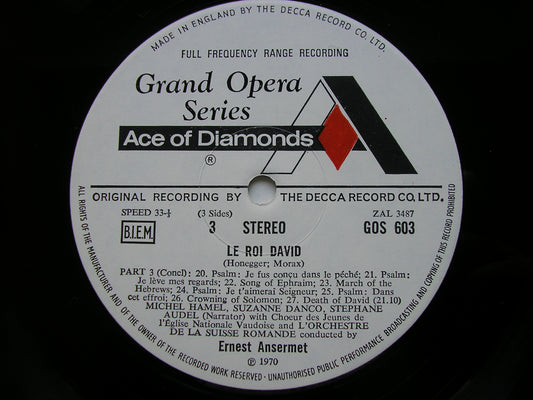 MADE IN ENGLAND BY THE DECCA RECORD CO. LTD.
FULL FREQUENCY RANGE RECORDING
Grand Opera
Series
Ace of Diamonds
®
ORIGINAL RECORDING BY THE DECCA RECORD CO. LTD.
SPEED 33⅓ (3 Sides) ZAL 3487
B.I.E.M. 3 STEREO GOS 603
LE ROI DAVID
(Honegger; Morax)
PART 3 (Concl): 20. Psalm: Je fus conçu dans le péché; 21. Psalm:
Je lève mes regards; 22. Song of Ephraim; 23. March of the
Hebrews; 24. Psalm: Je t'aimerai Seigneur; 25. Psalm: Dans
cet effroi; 26. Crowning of Solomon; 27. Death of David (21.10)
MICHEL HAMEL, SUZANNE DANCO, STEPHANE
AUDEL (Narrator) with Choeur des Jeunes de
l'Église Nationale Vaudoise and L'ORCHESTRE
DE LA SUISSE ROMANDE conducted by
Ernest Ansermet
℗ 1970
ALL RIGHTS OF THE MANUFACTURER AND OF THE OWNER OF THE RECORDED WORK RESERVED · UNAUTHORISED PUBLIC PERFORMANCE BROADCASTING AND COPYING OF THIS RECORD PROHIBITED